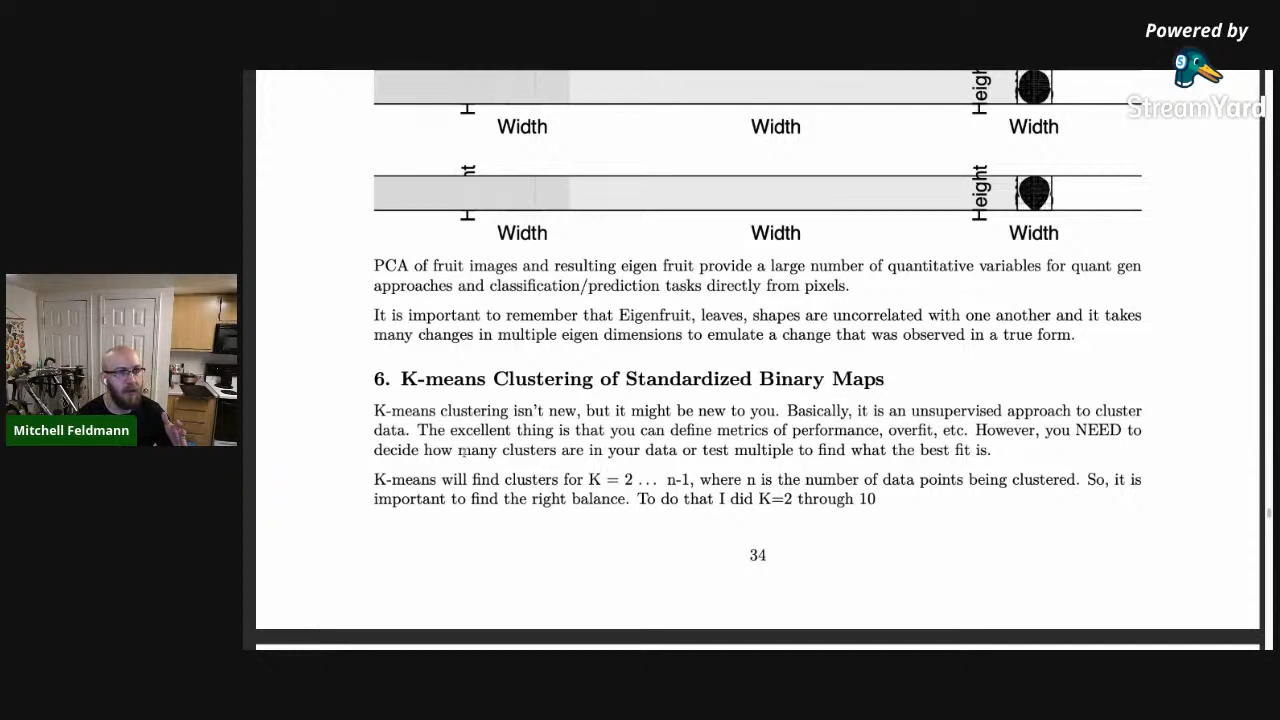 Powered by
StreamYard
Height
Width
Width
Width
Height
Width
Width
Width
PCA of fruit images and resulting eigen fruit provide a large number of quantitative variables for quant gen
approaches and classification/prediction tasks directly from pixels.
It is important to remember that Eigenfruit, leaves, shapes are uncorrelated with one another and it takes
many changes in multiple eigen dimensions to emulate a change that was observed in a true form.
6. K-means Clustering of Standardized Binary Maps
K-means clustering isn't new, but it might be new to you. Basically, it is an unsupervised approach to cluster
data. The excellent thing is that you can define metrics of performance, overfit, etc. However, you NEED to
decide how many clusters are in your data or test multiple to find what the best fit is.
K-means will find clusters for K = 2 … n-1, where n is the number of data points being clustered. So, it is
important to find the right balance. To do that I did K=2 through 10
34
Mitchell Feldmann